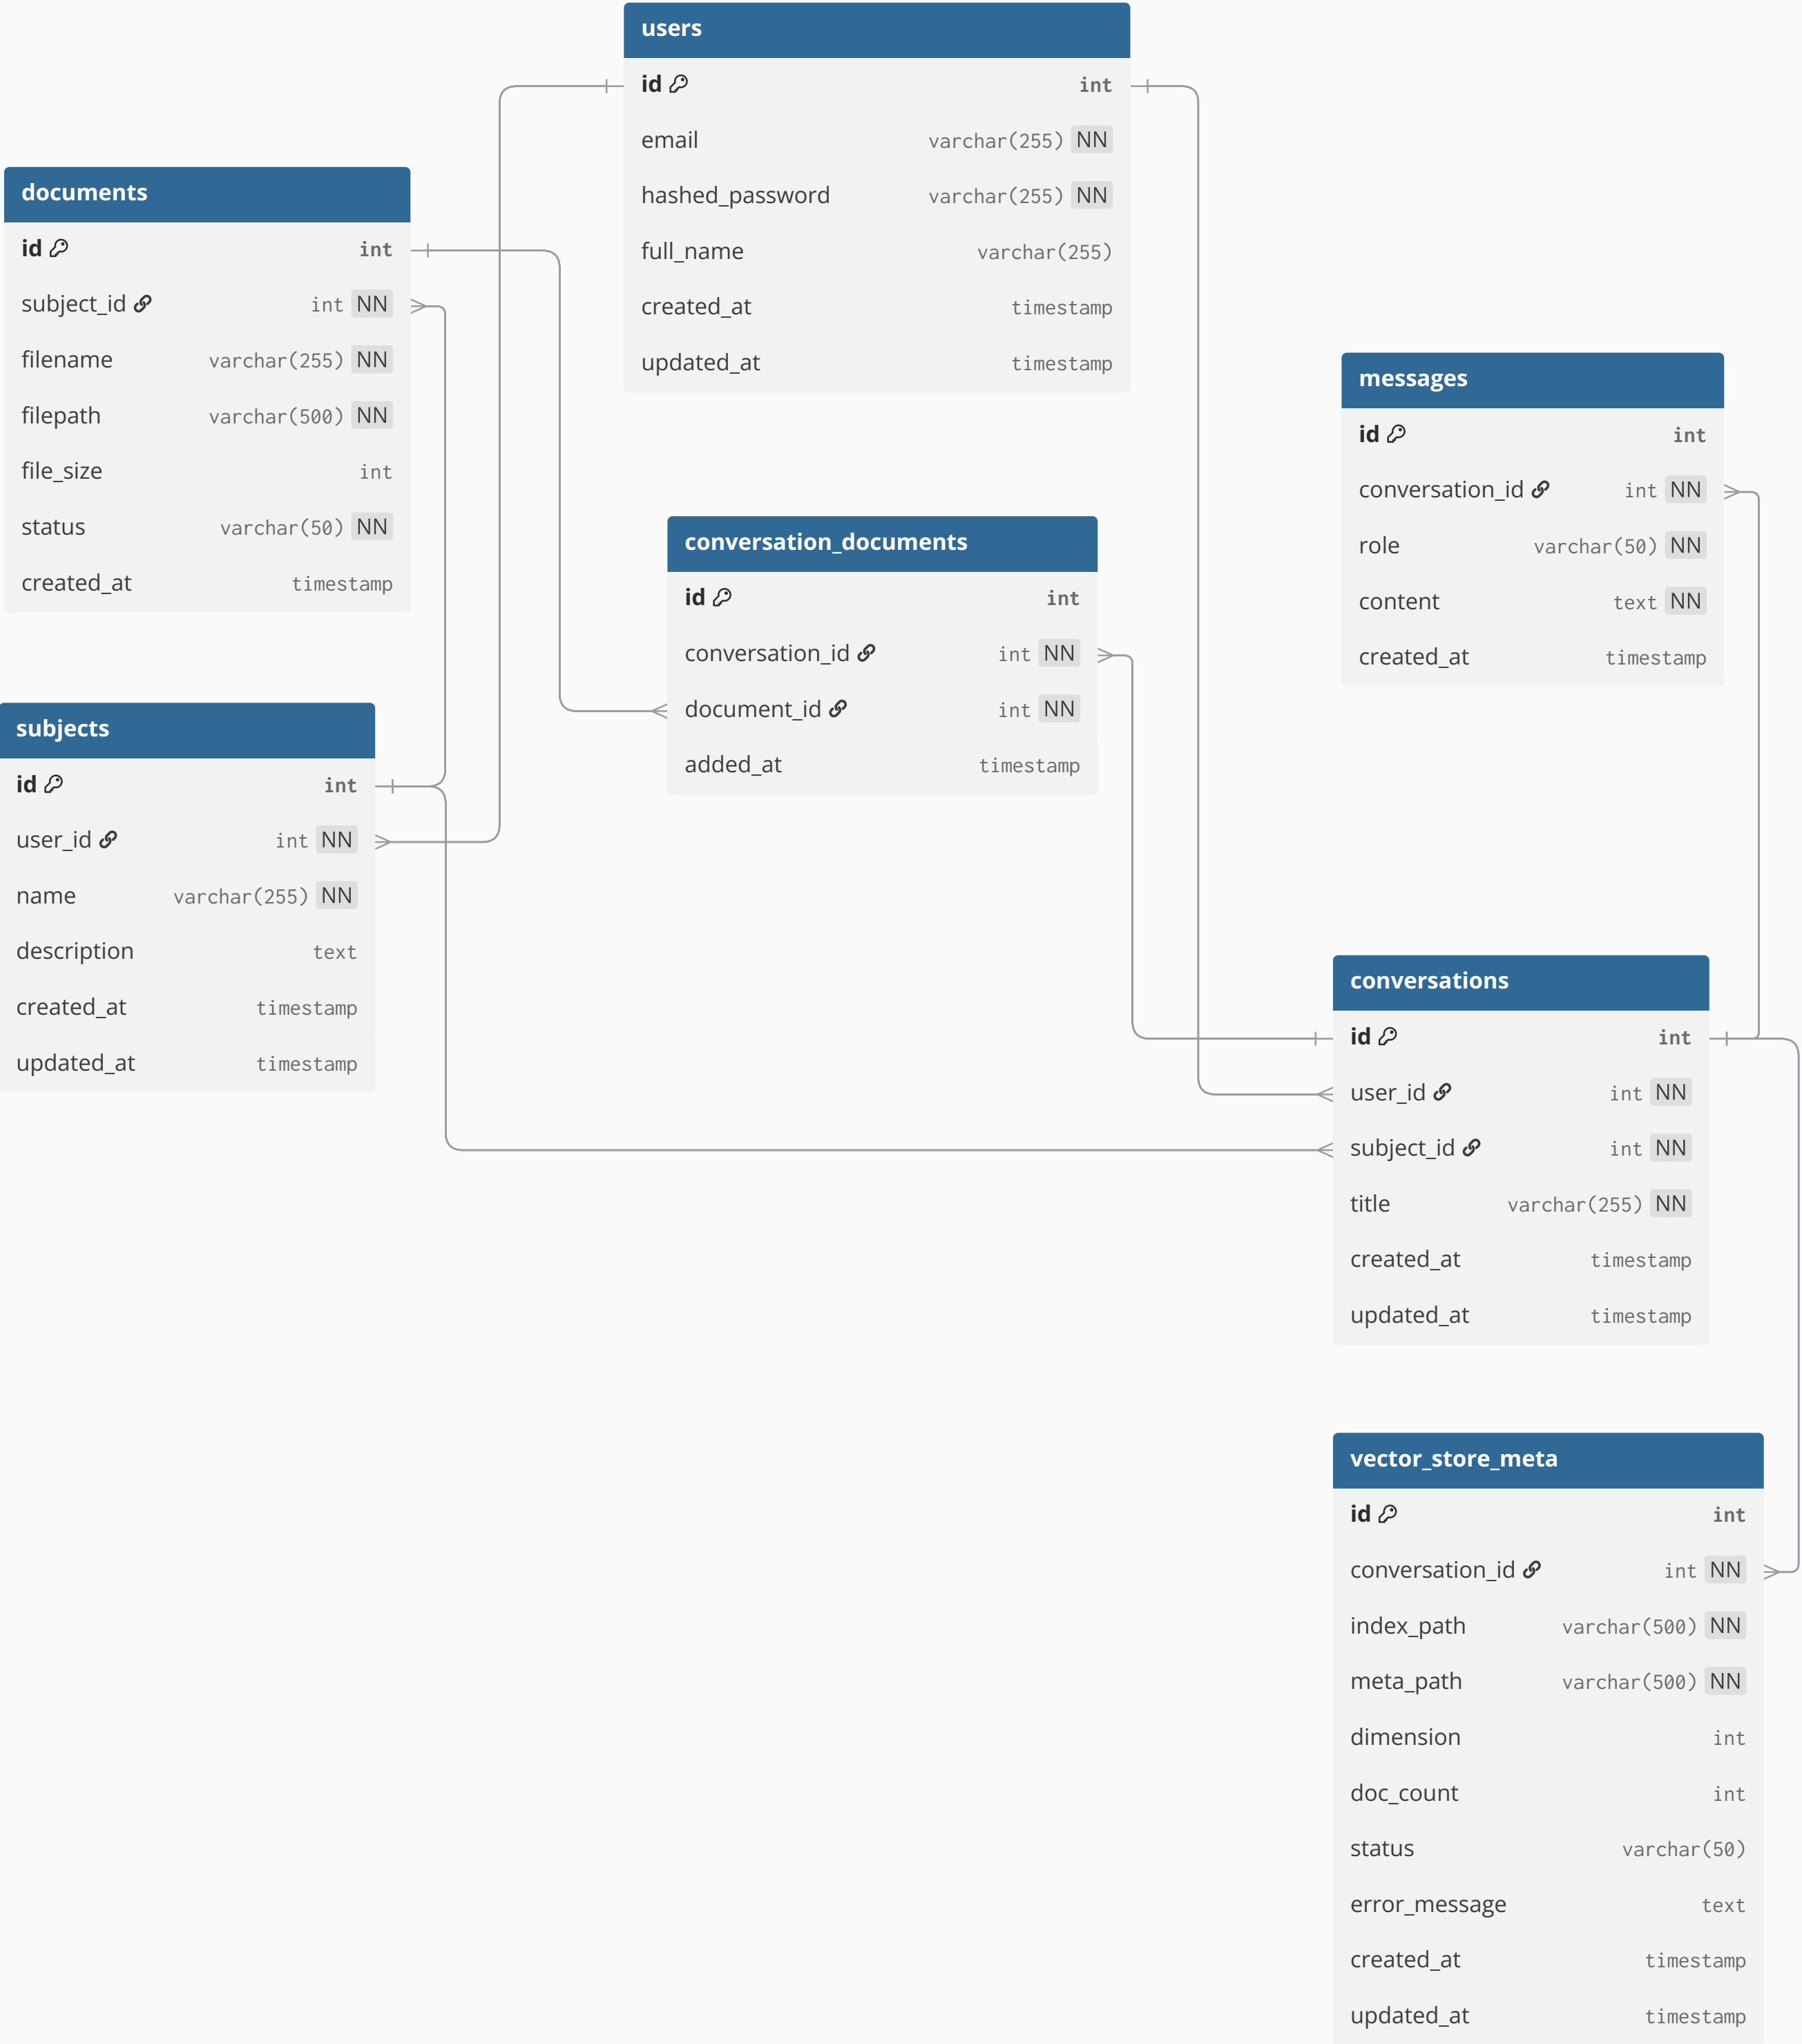 users
id int
email varchar(255) NN
hashed_password varchar(255) NN
full_name varchar(255)
created_at timestamp
updated_at timestamp
documents
id int
subject_id int NN
filename varchar(255) NN
filepath varchar(500) NN
file_size int
status varchar(50) NN
created_at timestamp
messages
id int
conversation_id int NN
role varchar(50) NN
content text NN
created_at timestamp
conversation_documents
id int
conversation_id int NN
document_id int NN
added_at timestamp
subjects
id int
user_id int NN
name varchar(255) NN
description text
created_at timestamp
updated_at timestamp
conversations
id int
user_id int NN
subject_id int NN
title varchar(255) NN
created_at timestamp
updated_at timestamp
vector_store_meta
id int
conversation_id int NN
index_path varchar(500) NN
meta_path varchar(500) NN
dimension int
doc_count int
status varchar(50)
error_message text
created_at timestamp
updated_at timestamp